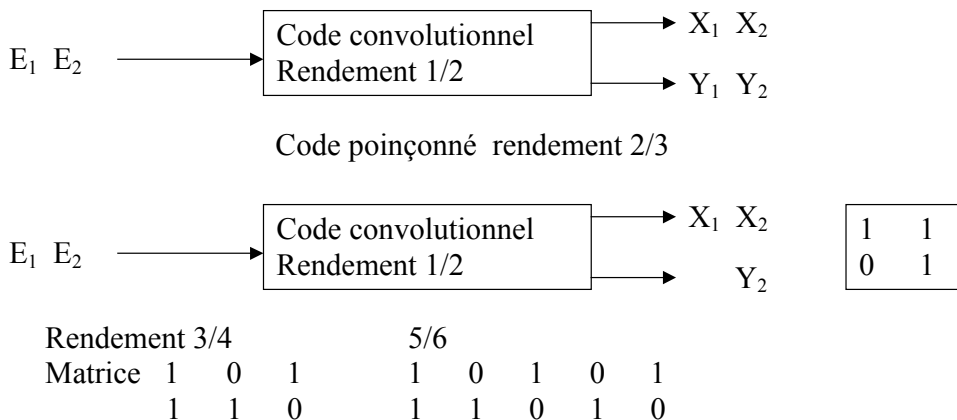 Code convolutionnel
Rendement 1/2
E₁ E₂
X₁ X₂
Y₁ Y₂
Code poinçonné rendement 2/3
Code convolutionnel
Rendement 1/2
E₁ E₂
X₁ X₂
Y₂
1 1
0 1
Rendement 3/4 5/6
Matrice 1 0 1 1 0 1 0 1
1 1 0 1 1 0 1 0